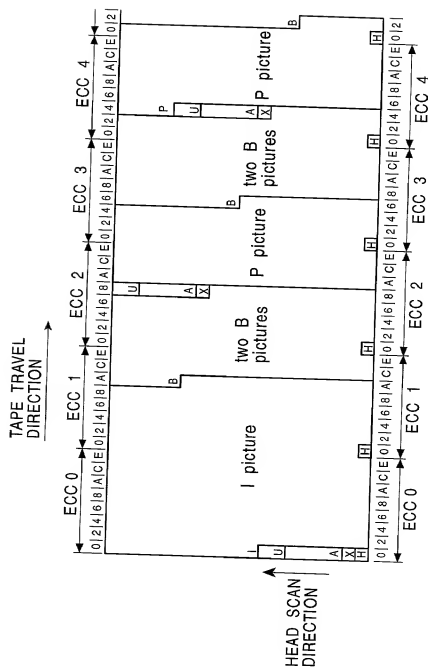 TAPE TRAVEL
DIRECTION
ECC 0 ECC 1 ECC 2 ECC 3 ECC 4
0|2|4|6|8|A|C|E|0|2|4|6|8|A|C|E|0|2|4|6|8|A|C|E|0|2|4|6|8|A|C|E|0|2|4|6|8|A|C|E|0|2|
I
U
A
X
H
I picture
B
H
two B
pictures
H
U
A
X
P picture
B
H
two B
pictures
H
P
U
A
X
P picture
B
H
0|2|4|6|8|A|C|E|0|2|4|6|8|A|C|E|0|2|4|6|8|A|C|E|0|2|4|6|8|A|C|E|0|2|4|6|8|A|C|E|0|2|
ECC 0 ECC 1 ECC 2 ECC 3 ECC 4
HEAD SCAN
DIRECTION